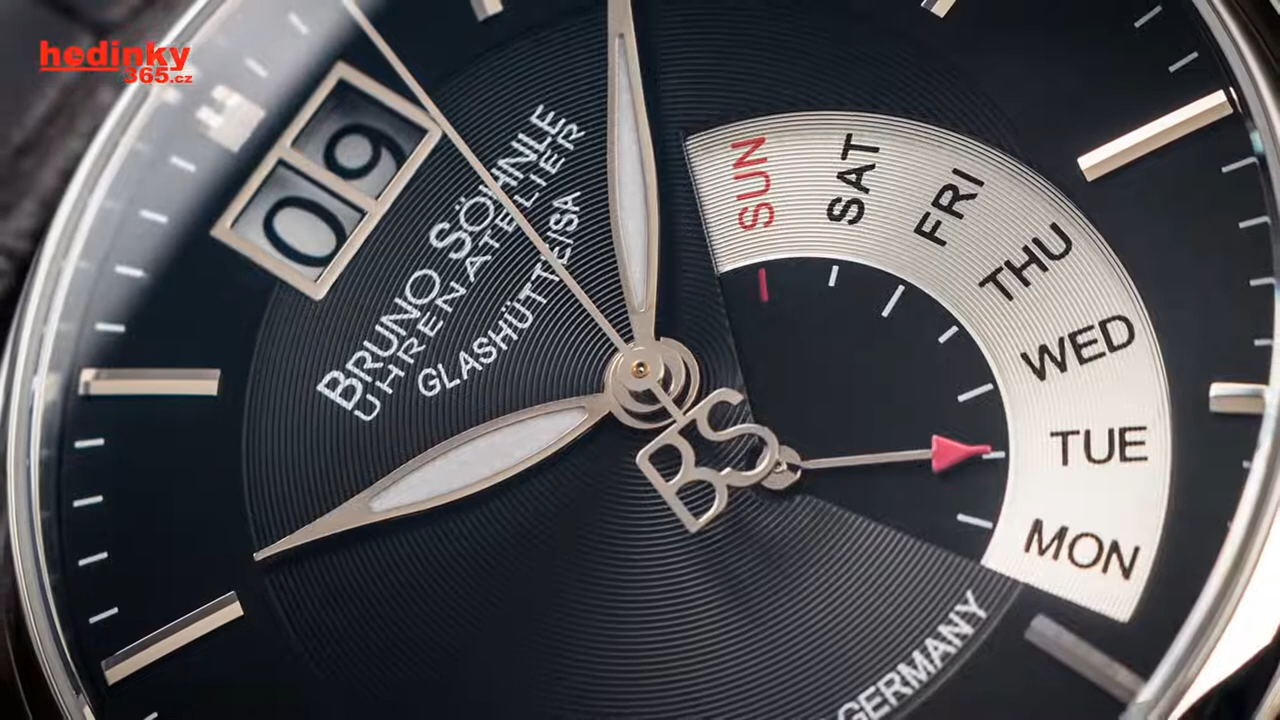 hodinky
365.cz
09
BRUNO SÖHNLE
UHRENATELIER
GLASHÜTTE/SA
SUN
SAT
FRI
THU
WED
TUE
MON
BS
GERMANY